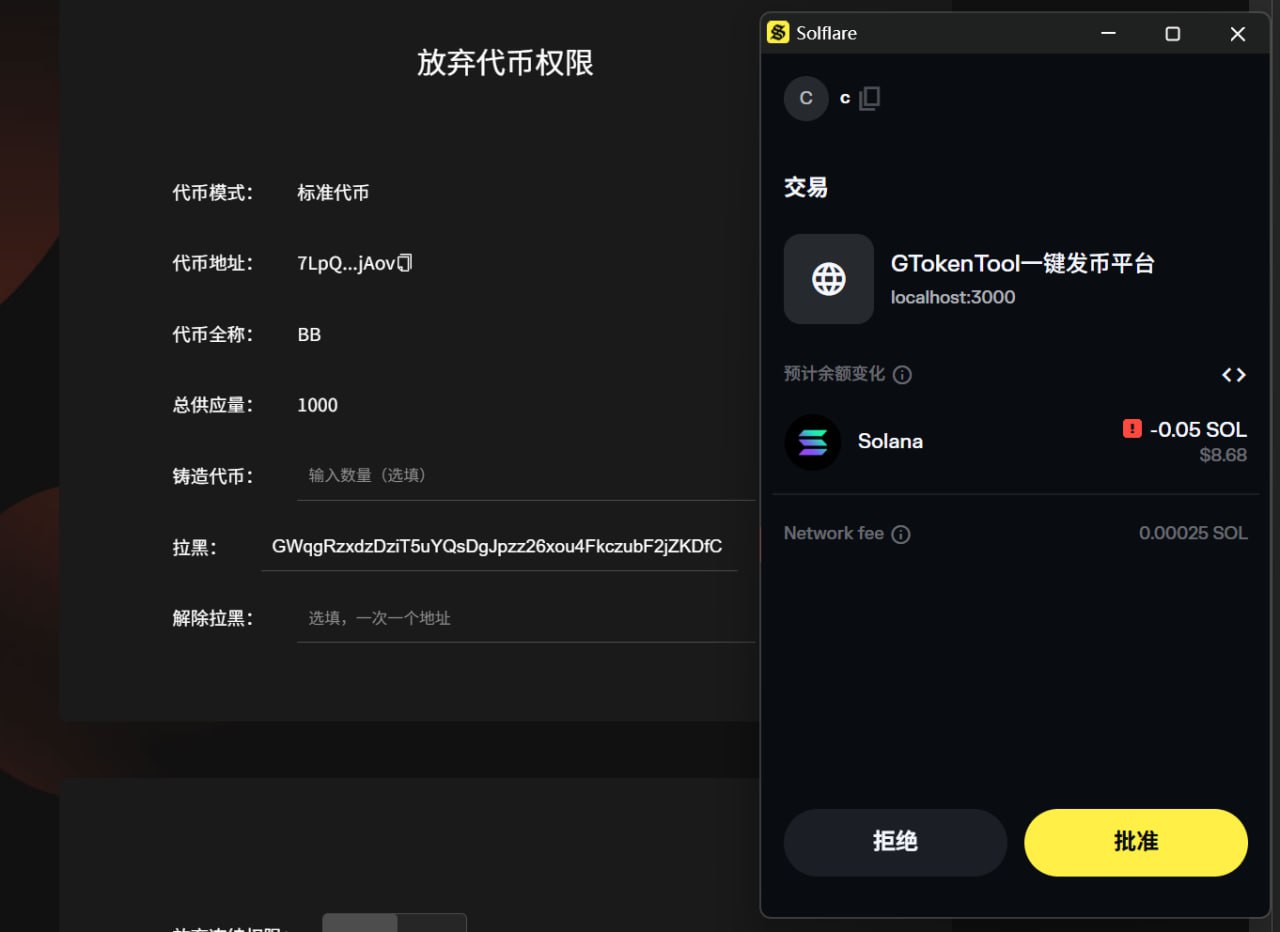 放弃代币权限
代币模式： 标准代币
代币地址： 7LpQ...jAov
代币全称： BB
总供应量： 1000
铸造代币： 输入数量（选填）
拉黑： GWqgRzxdzDziT5uYQsDgJpzz26xou4FkczubF2jZKDfC
解除拉黑： 选填，一次一个地址
Solflare
C c
交易
GTokenTool一键发币平台
localhost:3000
预计余额变化
Solana -0.05 SOL
$8.68
Network fee 0.00025 SOL
拒绝 批准